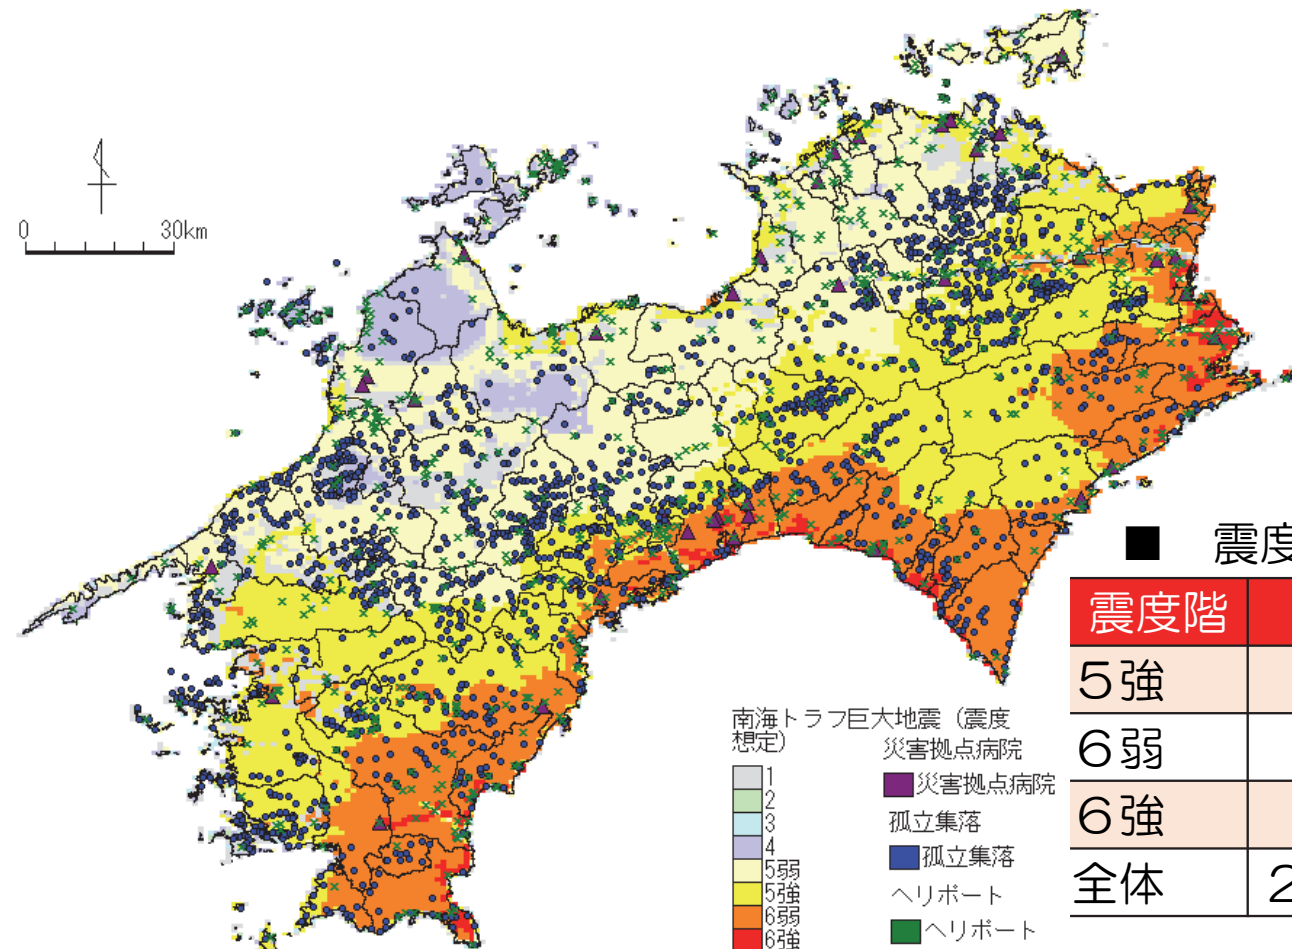 0 30km
■ 震度
震度階
5強
6弱
6強
全体 2
南海トラフ巨大地震（震度
想定）
1
2
3
4
5弱
5強
6弱
6強
災害拠点病院
災害拠点病院
孤立集落
孤立集落
ヘリポート
ヘリポート